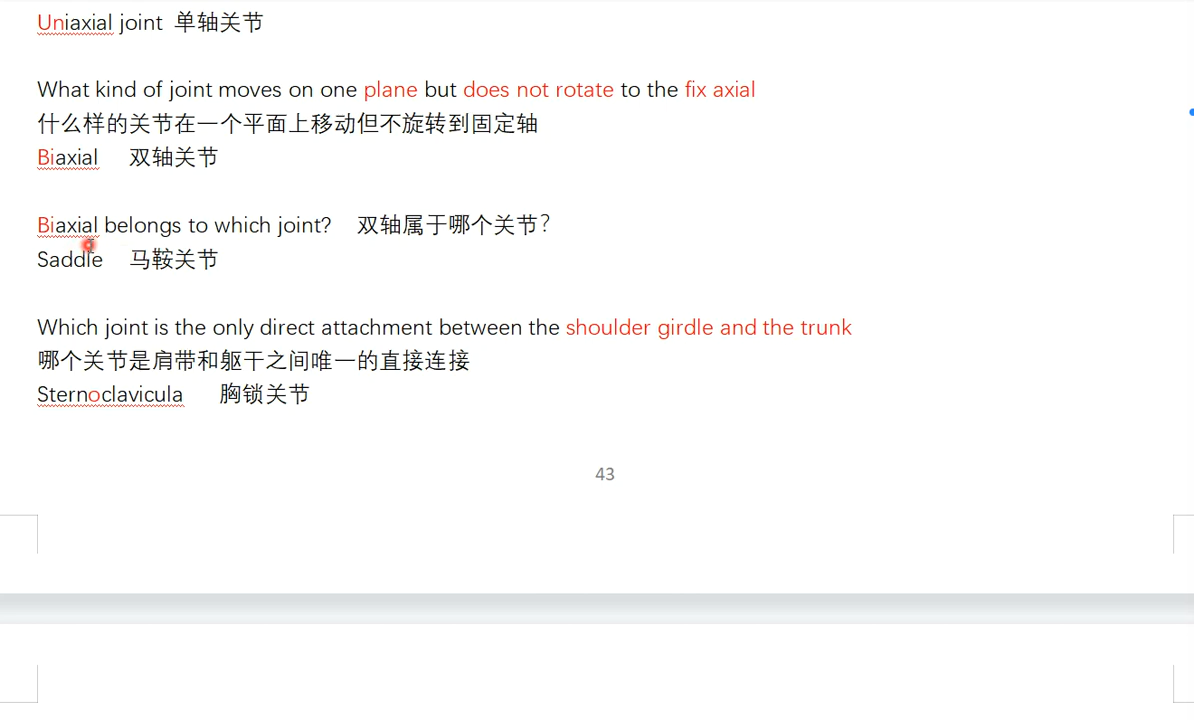 Uniaxial joint 单轴关节
What kind of joint moves on one plane but does not rotate to the fix axial
什么样的关节在一个平面上移动但不旋转到固定轴
Biaxial 双轴关节
Biaxial belongs to which joint? 双轴属于哪个关节？
Saddle 马鞍关节
Which joint is the only direct attachment between the shoulder girdle and the trunk
哪个关节是肩带和躯干之间唯一的直接连接
Sternoclavicula 胸锁关节
43